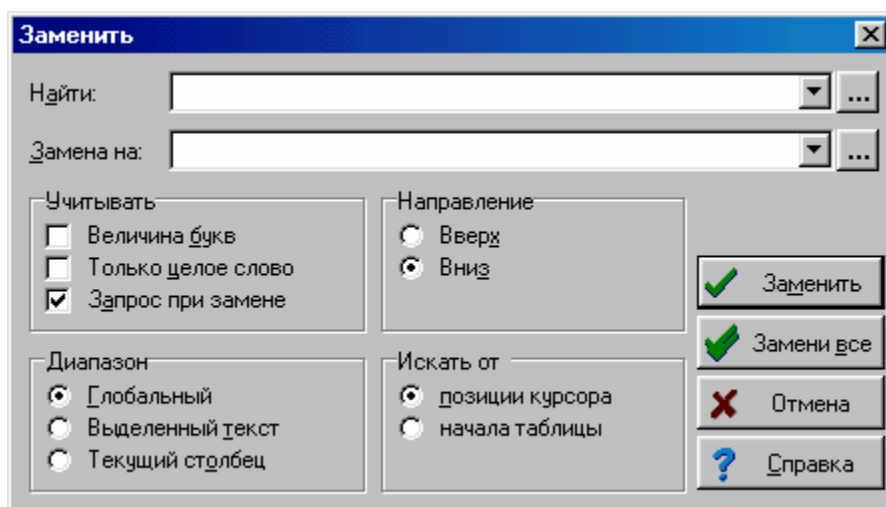 Заменить
Найти:
...
Замена на:
...
Учитывать
Величина букв
Только целое слово
Запрос при замене
Направление
Вверх
Вниз
Диапазон
Глобальный
Выделенный текст
Текущий столбец
Искать от
позиции курсора
начала таблицы
Заменить
Замени все
Отмена
Справка